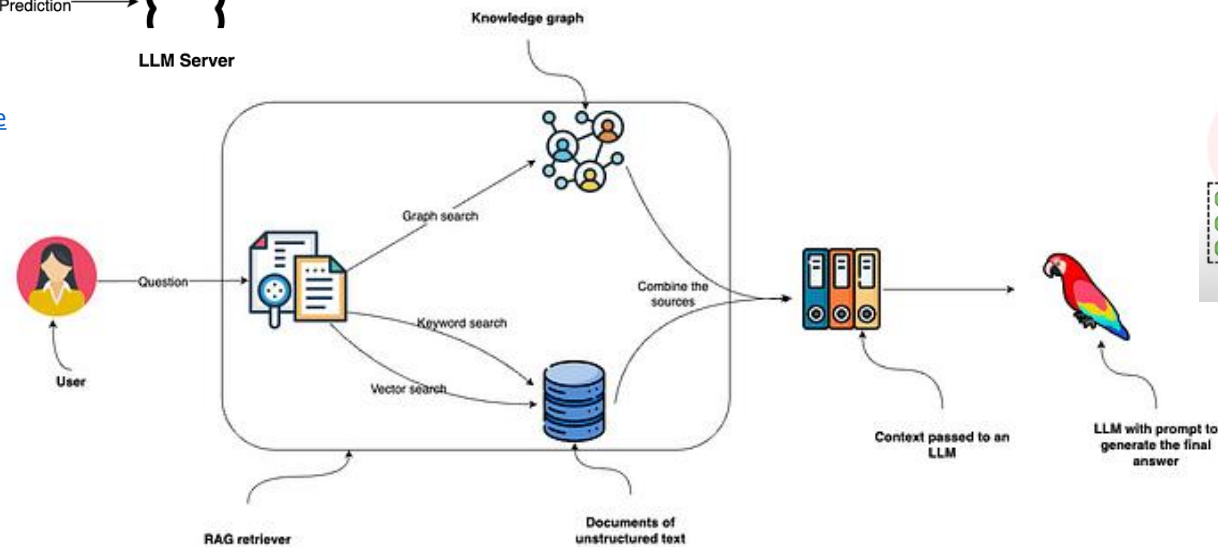 Prediction
LLM Server
e
Knowledge graph
Graph search
Question
Keyword search
Combine the
sources
Vector search
User
Context passed to an
LLM
LLM with prompt to
generate the final
answer
RAG retriever
Documents of
unstructured text